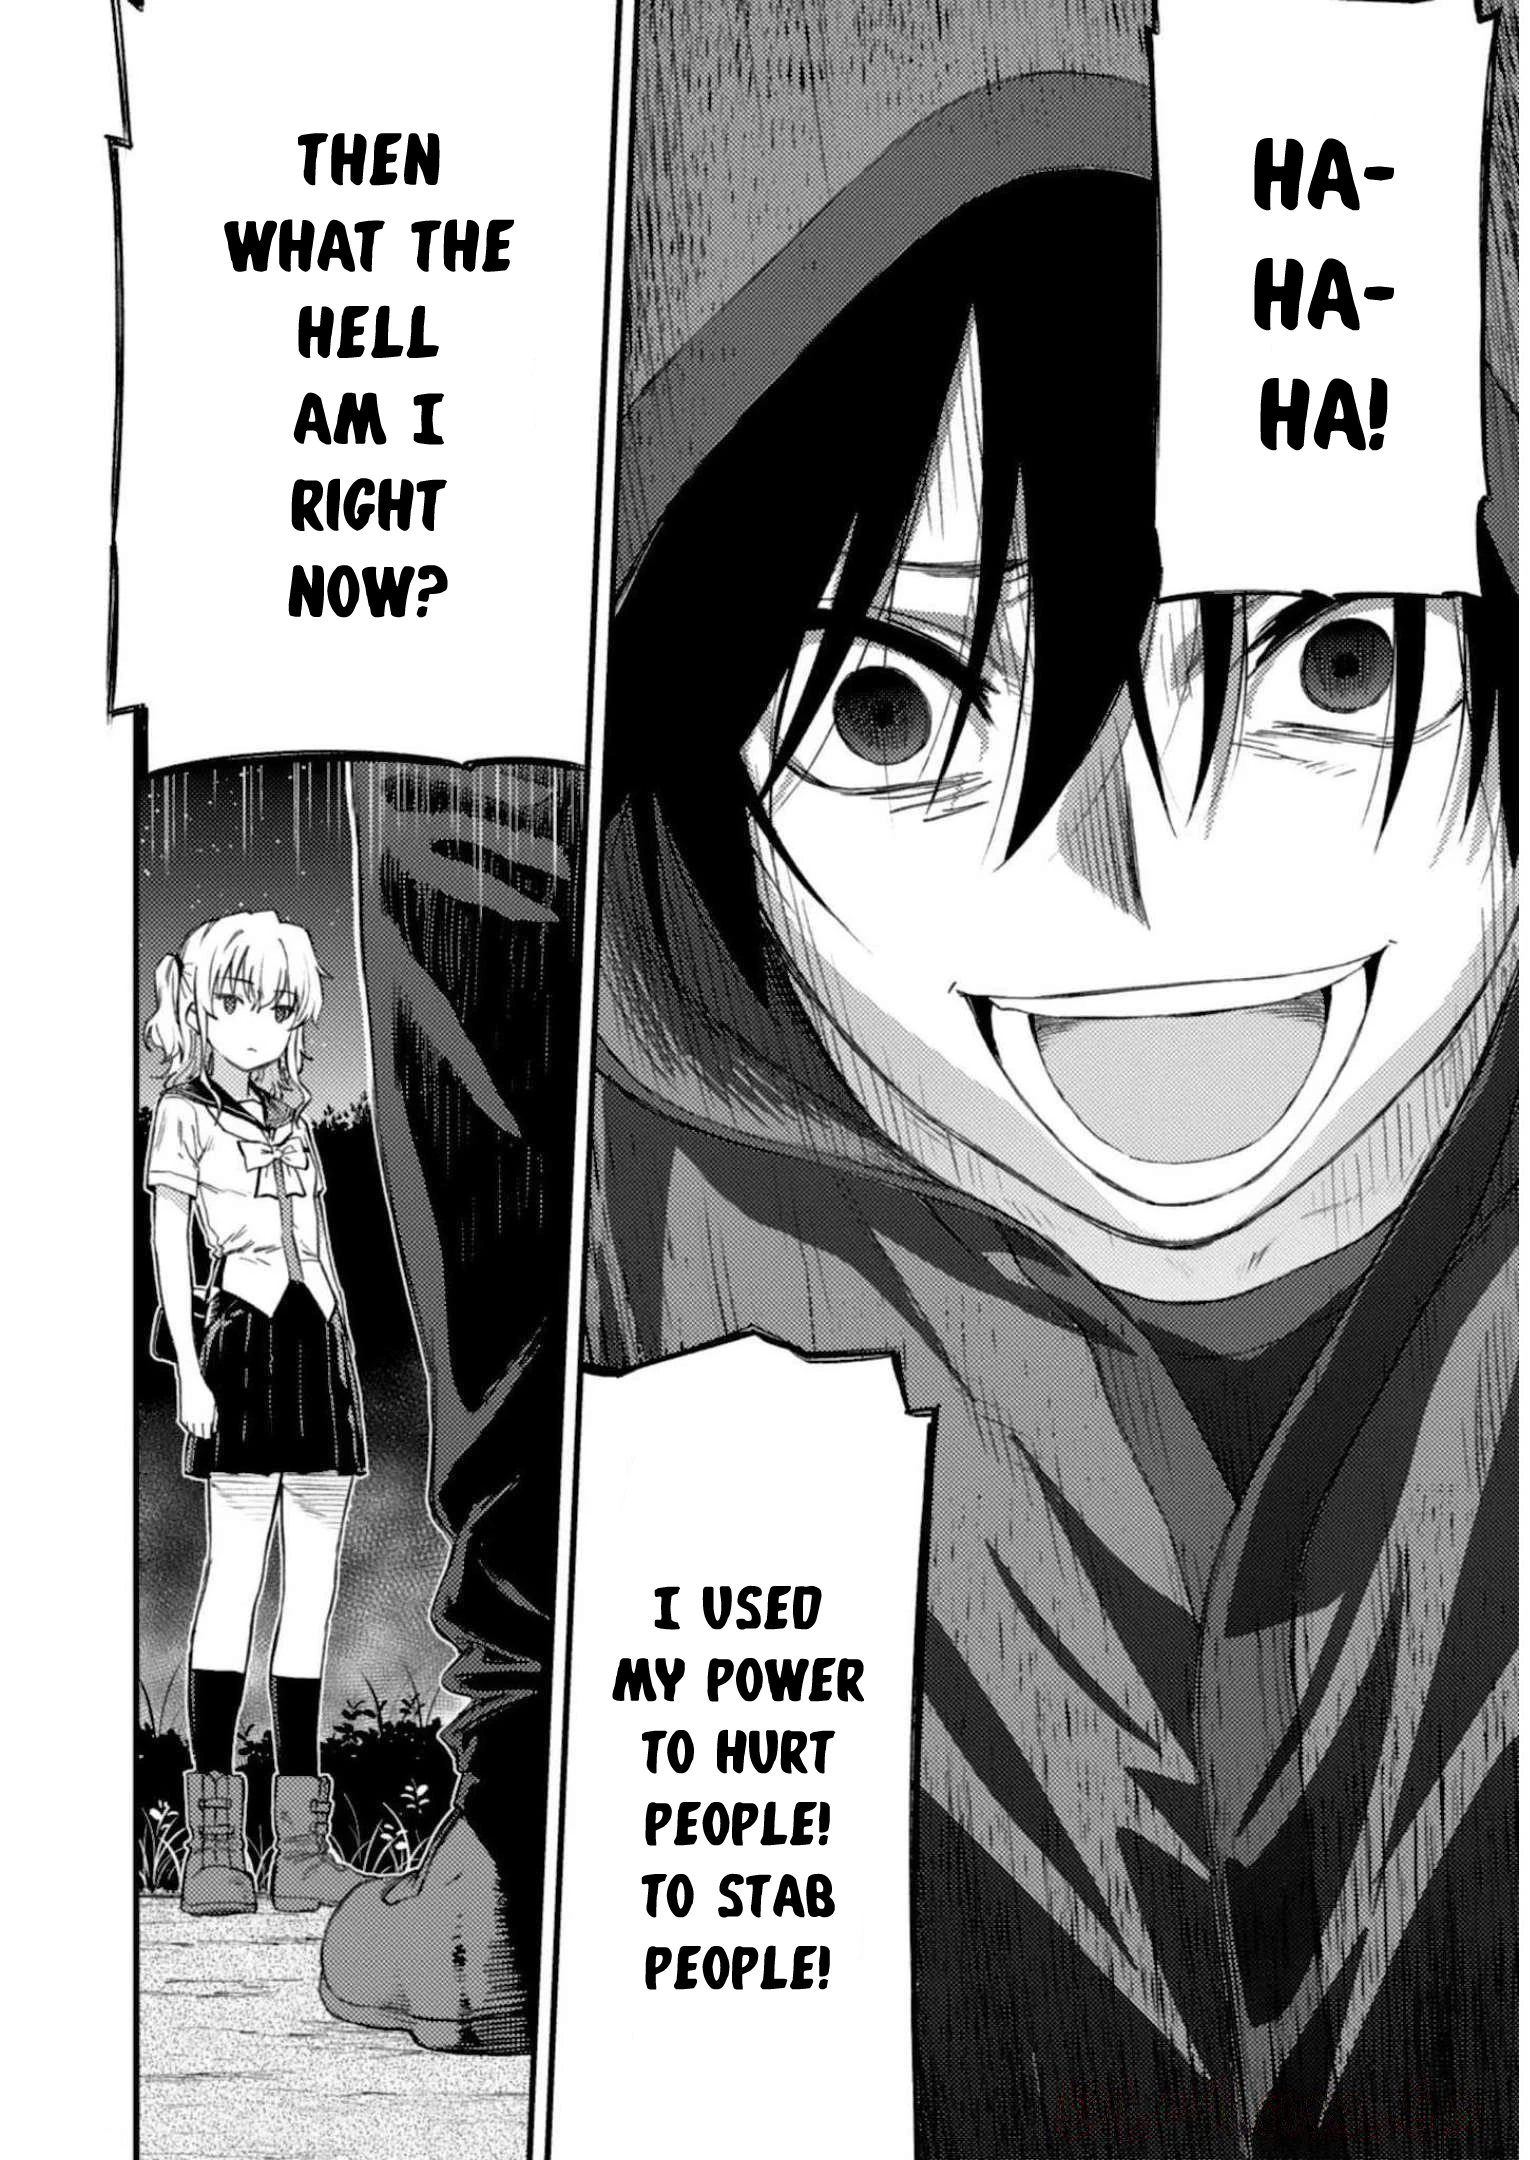 HA-
HA-
HA!
I USED
MY POWER
TO HURT
PEOPLE!
TO STAB
PEOPLE!
THEN
WHAT THE
HELL
AM I
RIGHT
NOW?